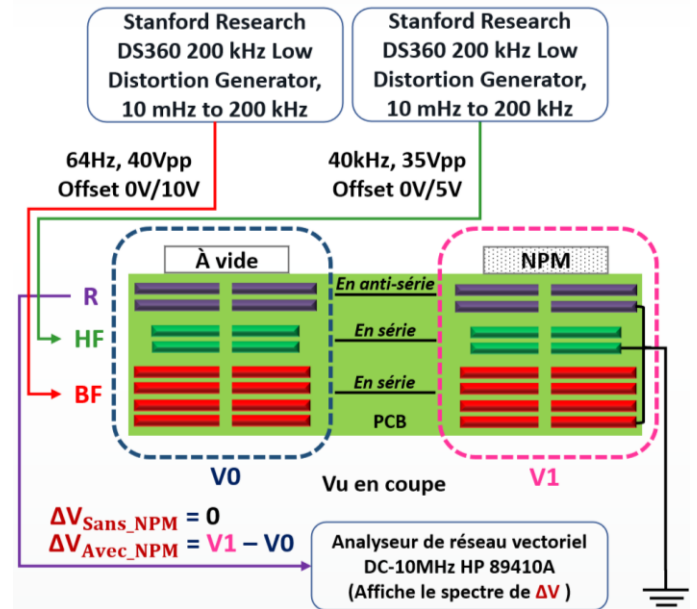 Stanford Research
DS360 200 kHz Low
Distortion Generator,
10 mHz to 200 kHz
Stanford Research
DS360 200 kHz Low
Distortion Generator,
10 mHz to 200 kHz
64Hz, 40Vpp
Offset 0V/10V
40kHz, 35Vpp
Offset 0V/5V
À vide
NPM
En anti-série
R
En série
HF
En série
BF
PCB
V0
Vu en coupe
V1
ΔV_Sans_NPM = 0
ΔV_Avec_NPM = V1 – V0
Analyseur de réseau vectoriel
DC-10MHz HP 89410A
(Affiche le spectre de ΔV )